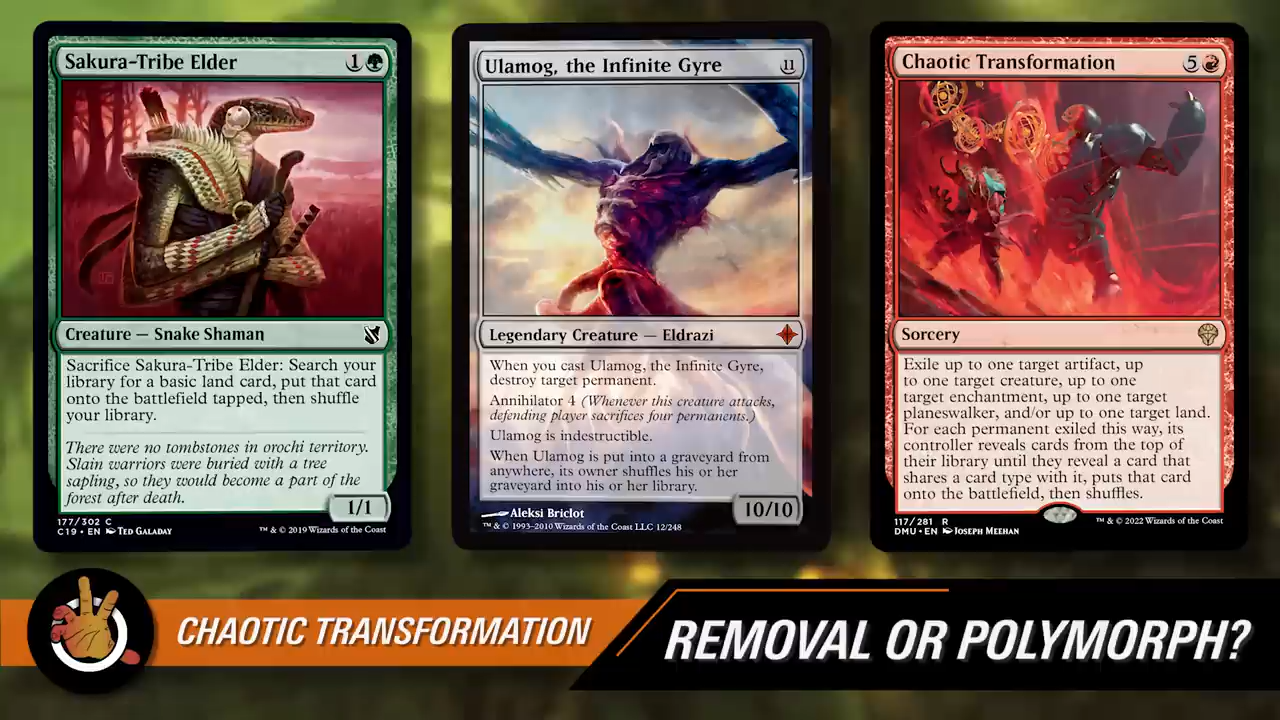 Sakura-Tribe Elder 1
Creature — Snake Shaman
Sacrifice Sakura-Tribe Elder: Search your
library for a basic land card, put that card
onto the battlefield tapped, then shuffle
your library.
There were no tombstones in orochi territory.
Slain warriors were buried with a tree
sapling, so they would become a part of the
forest after death.
1/1
177/302 C
C19 • EN Ted Galaday
™ & © 2019 Wizards of the Coast
Ulamog, the Infinite Gyre 11
Legendary Creature — Eldrazi
When you cast Ulamog, the Infinite Gyre,
destroy target permanent.
Annihilator 4 (Whenever this creature attacks,
defending player sacrifices four permanents.)
Ulamog is indestructible.
When Ulamog is put into a graveyard from
anywhere, its owner shuffles his or her
graveyard into his or her library.
10/10
Aleksi Briclot
™ & © 1993–2010 Wizards of the Coast LLC 12/248
Chaotic Transformation 5
Sorcery
Exile up to one target artifact, up
to one target creature, up to one
target enchantment, up to one target
planeswalker, and/or up to one target land.
For each permanent exiled this way, its
controller reveals cards from the top of
their library until they reveal a card that
shares a card type with it, puts that card
onto the battlefield, then shuffles.
117/281 R
DMU • EN Joseph Meehan
™ & © 2022 Wizards of the Coast
CHAOTIC TRANSFORMATION
REMOVAL OR POLYMORPH?